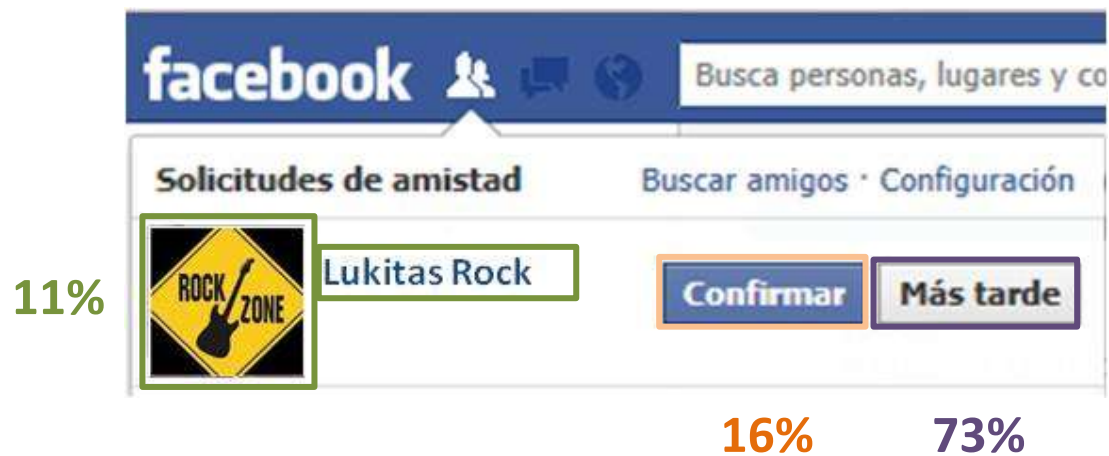 facebook
Busca personas, lugares y co
Solicitudes de amistad
Buscar amigos · Configuración
11%
ROCK
ZONE
Lukitas Rock
Confirmar
Más tarde
16%
73%